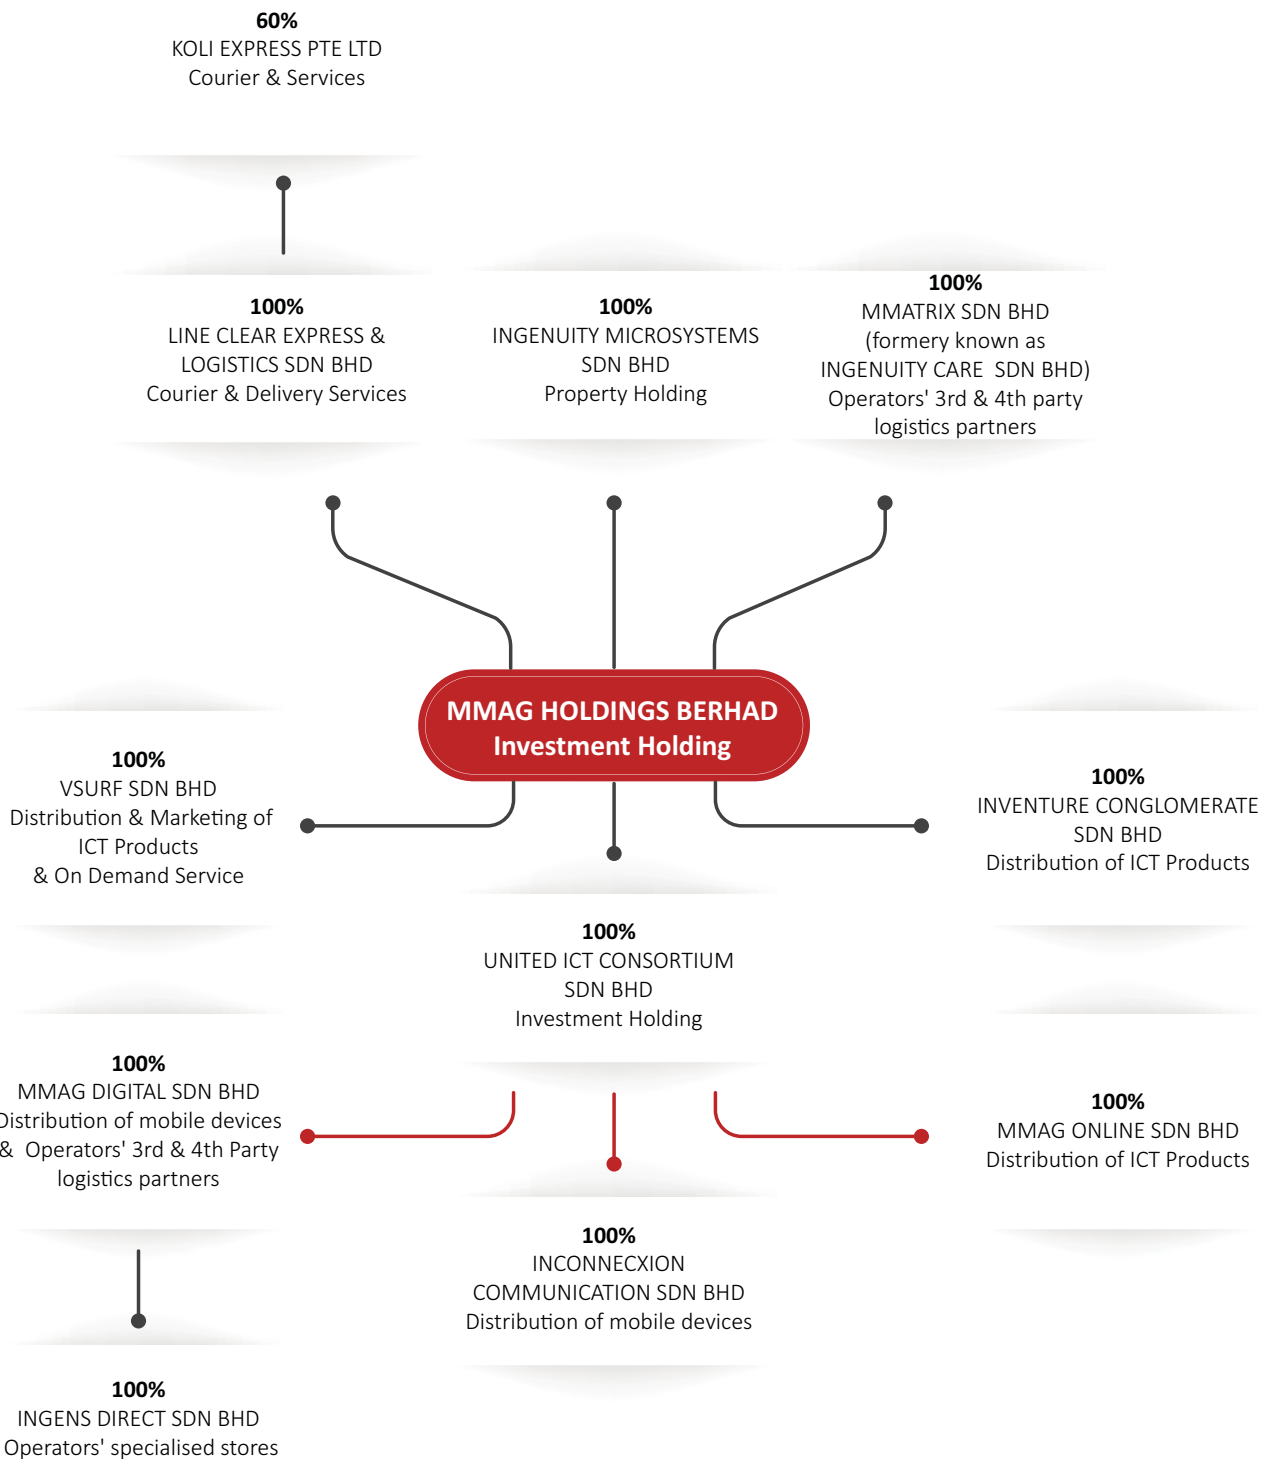 60%
KOLI EXPRESS PTE LTD
Courier & Services
100%
LINE CLEAR EXPRESS &
LOGISTICS SDN BHD
Courier & Delivery Services
100%
INGENUITY MICROSYSTEMS
SDN BHD
Property Holding
100%
MMATRIX SDN BHD
(formery known as
INGENUITY CARE  SDN BHD)
Operators' 3rd & 4th party
logistics partners
MMAG HOLDINGS BERHAD
Investment Holding
100%
VSURF SDN BHD
Distribution & Marketing of
ICT Products
& On Demand Service
100%
UNITED ICT CONSORTIUM
SDN BHD
Investment Holding
100%
INVENTURE CONGLOMERATE
SDN BHD
Distribution of ICT Products
100%
MMAG DIGITAL SDN BHD
Distribution of mobile devices
&  Operators' 3rd & 4th Party
logistics partners
100%
INCONNECXION
COMMUNICATION SDN BHD
Distribution of mobile devices
100%
MMAG ONLINE SDN BHD
Distribution of ICT Products
100%
INGENS DIRECT SDN BHD
Operators' specialised stores